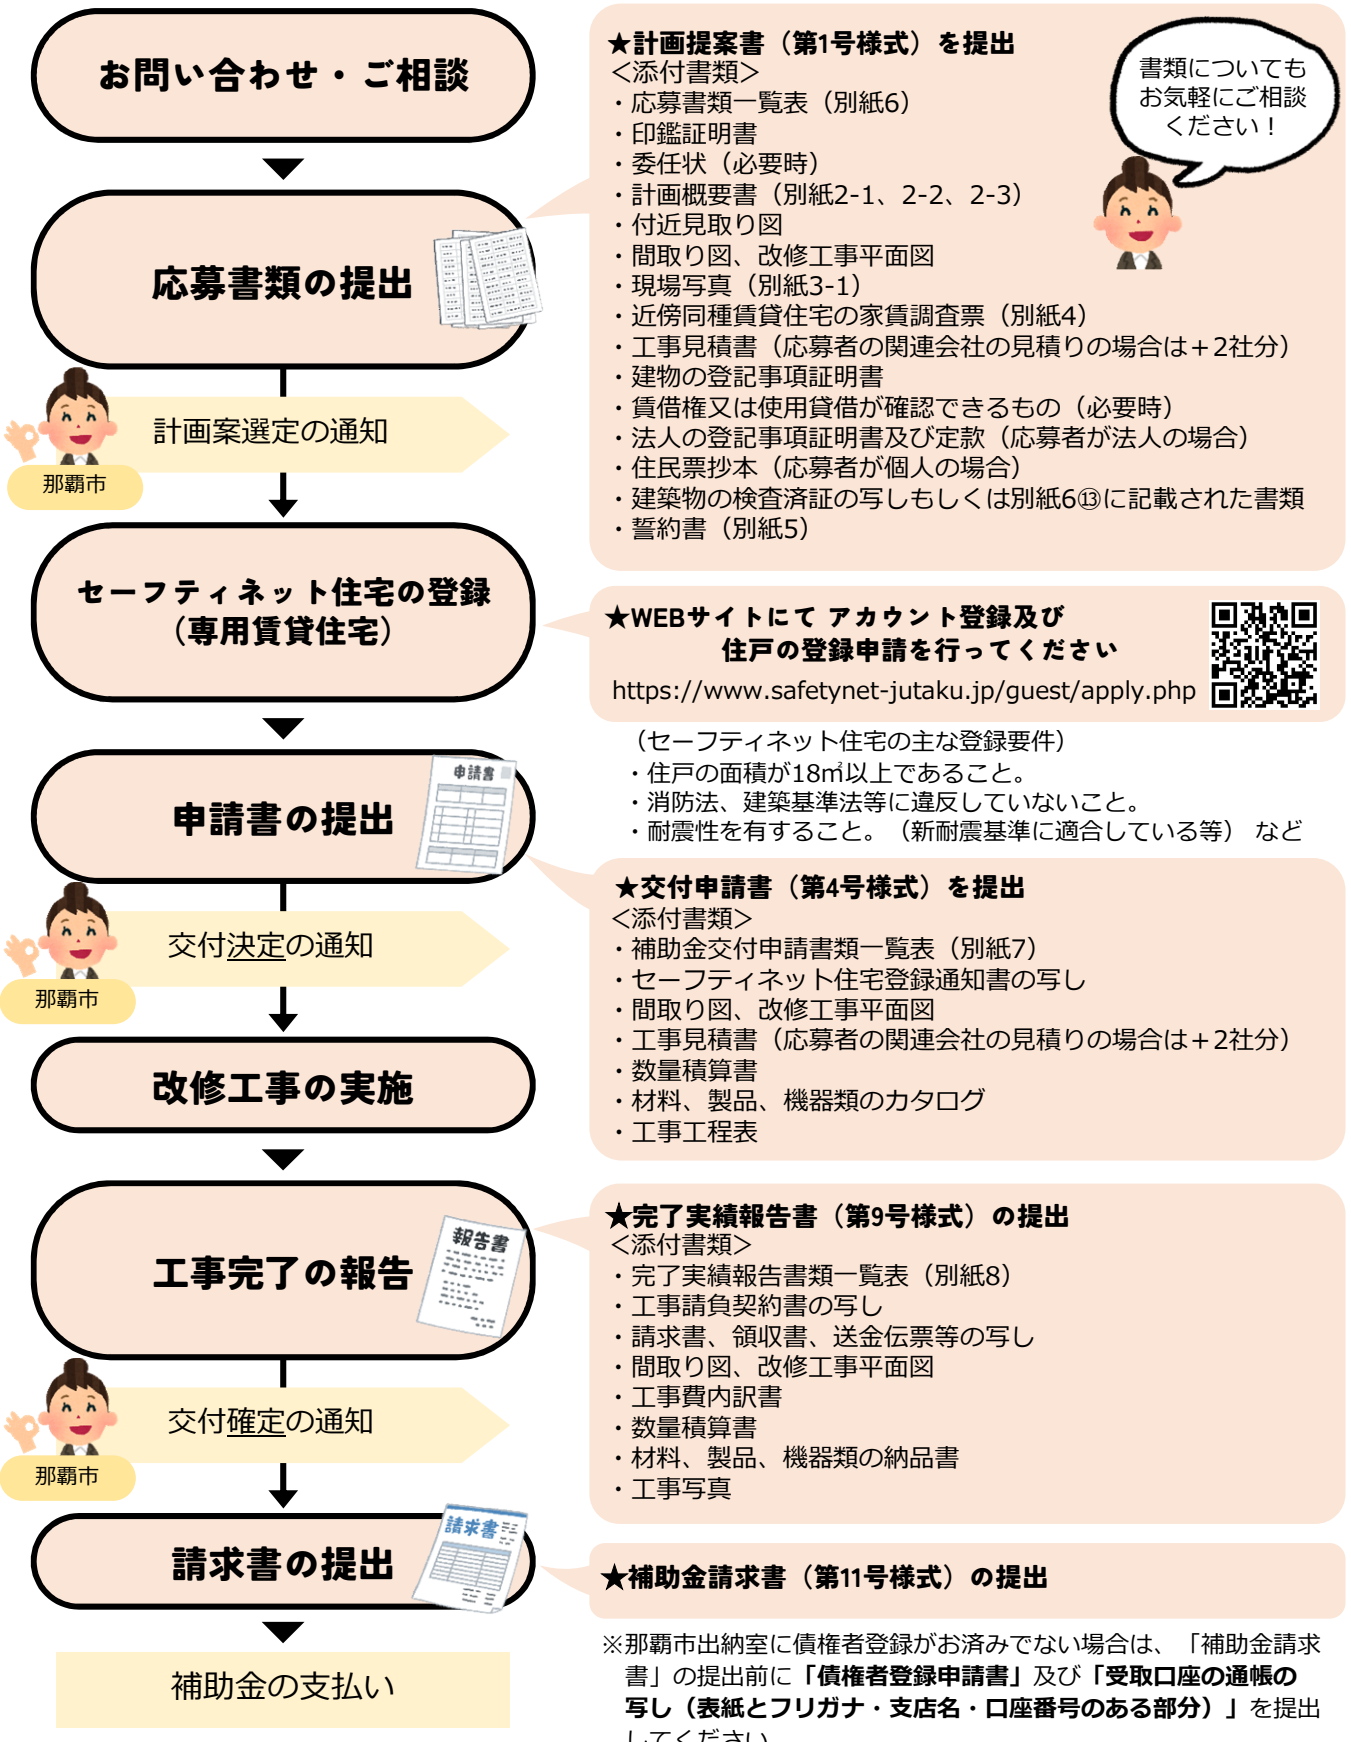 お問い合わせ・ご相談
★計画提案書（第1号様式）を提出
＜添付書類＞
・応募書類一覧表（別紙6）
・印鑑証明書
・委任状（必要時）
・計画概要書（別紙2-1、2-2、2-3）
・付近見取り図
・間取り図、改修工事平面図
・現場写真（別紙3-1）
・近傍同種賃貸住宅の家賃調査票（別紙4）
・工事見積書（応募者の関連会社の見積りの場合は＋2社分）
・建物の登記事項証明書
・賃借権又は使用貸借が確認できるもの（必要時）
・法人の登記事項証明書及び定款（応募者が法人の場合）
・住民票抄本（応募者が個人の場合）
・建築物の検査済証の写しもしくは別紙6⑬に記載された書類
・誓約書（別紙5）
書類についても
お気軽にご相談
ください！
応募書類の提出
計画案選定の通知
那覇市
セーフティネット住宅の登録
（専用賃貸住宅）
★WEBサイトにて アカウント登録及び
住戸の登録申請を行ってください
https://www.safetynet-jutaku.jp/guest/apply.php
（セーフティネット住宅の主な登録要件）
・住戸の面積が18㎡以上であること。
・消防法、建築基準法等に違反していないこと。
・耐震性を有すること。（新耐震基準に適合している等） など
申請書の提出
申請書
★交付申請書（第4号様式）を提出
＜添付書類＞
・補助金交付申請書類一覧表（別紙7）
・セーフティネット住宅登録通知書の写し
・間取り図、改修工事平面図
・工事見積書（応募者の関連会社の見積りの場合は＋2社分）
・数量積算書
・材料、製品、機器類のカタログ
・工事工程表
交付決定の通知
那覇市
改修工事の実施
工事完了の報告
報告書
★完了実績報告書（第9号様式）の提出
＜添付書類＞
・完了実績報告書類一覧表（別紙8）
・工事請負契約書の写し
・請求書、領収書、送金伝票等の写し
・間取り図、改修工事平面図
・工事費内訳書
・数量積算書
・材料、製品、機器類の納品書
・工事写真
交付確定の通知
那覇市
請求書の提出
請求書
★補助金請求書（第11号様式）の提出
補助金の支払い
※那覇市出納室に債権者登録がお済みでない場合は、「補助金請求
書」の提出前に「債権者登録申請書」及び「受取口座の通帳の
写し（表紙とフリガナ・支店名・口座番号のある部分）」を提出
してください